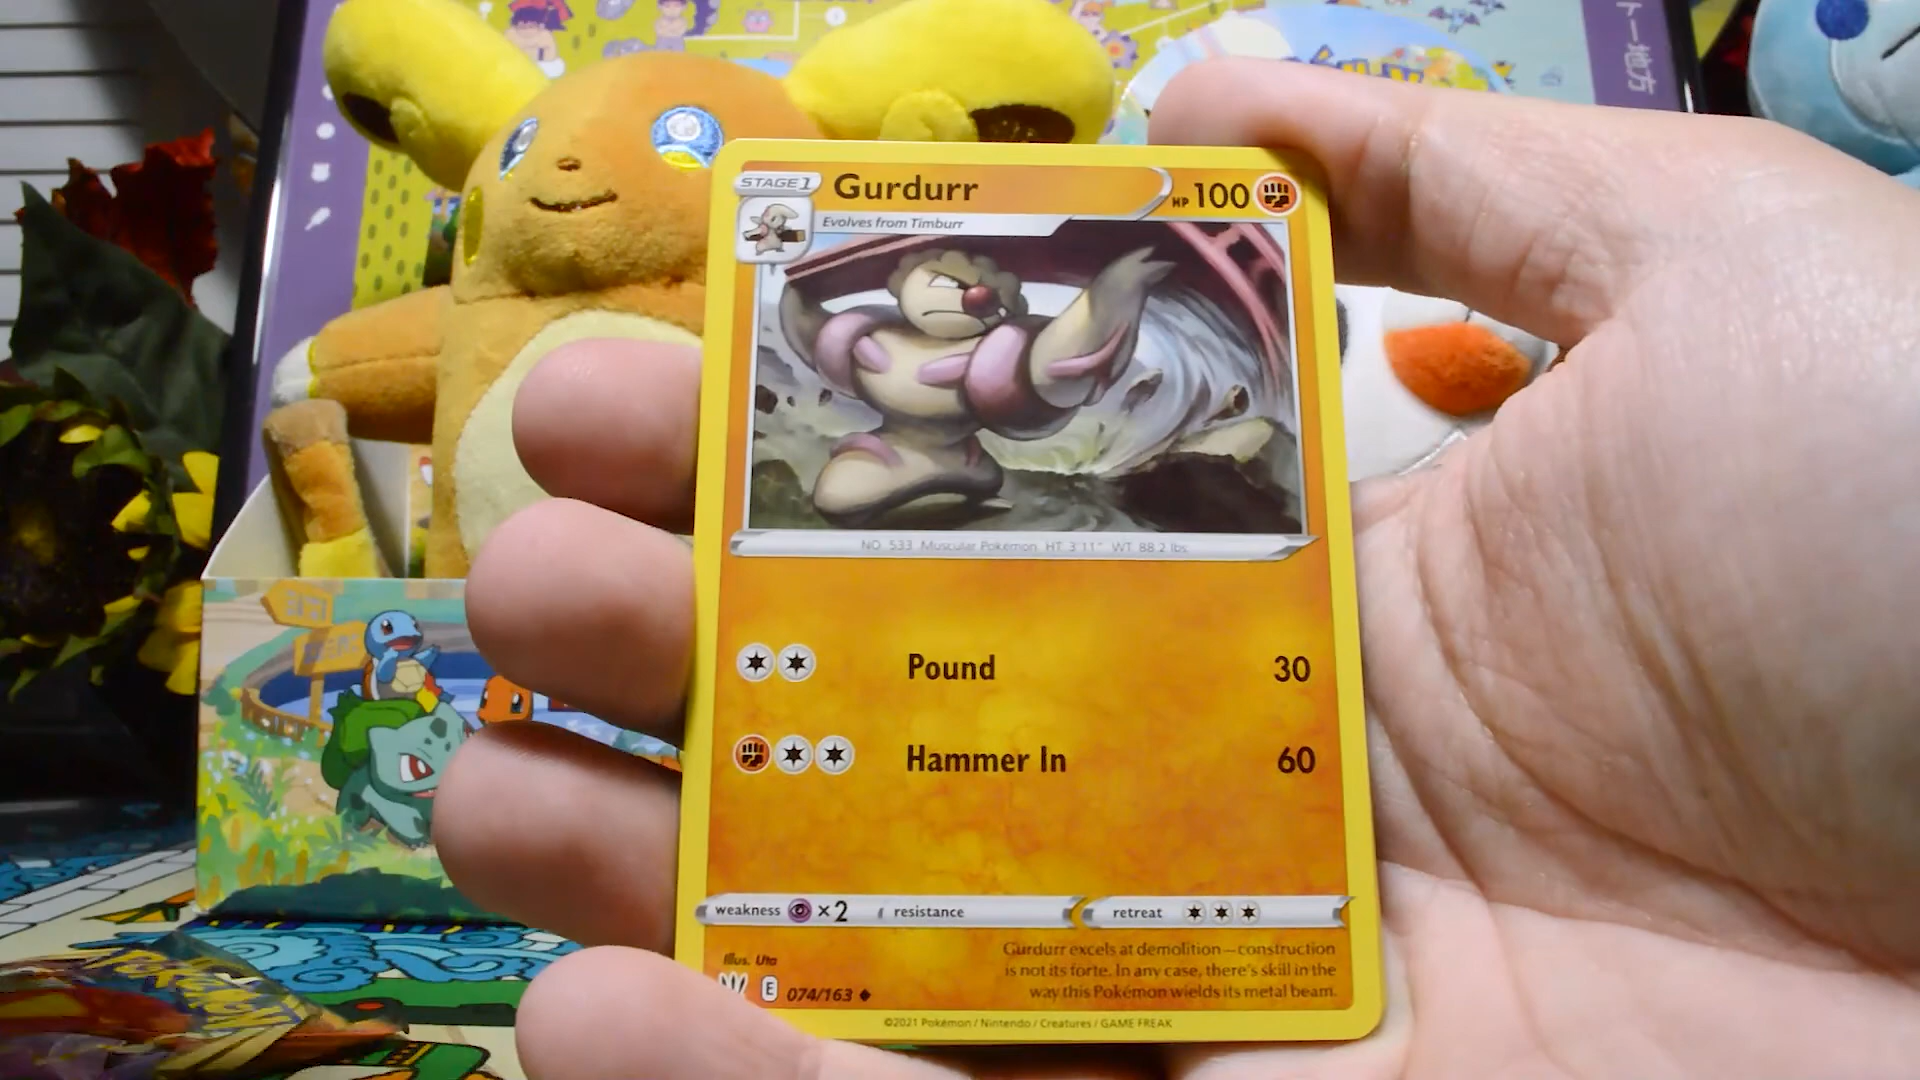 STAGE 1 Gurdurr HP 100
Evolves from Timburr
NO. 533 Muscular Pokémon HT 3'11" WT 88.2 lbs.
Pound 30
Hammer In 60
weakness ×2 resistance retreat
Illus. Uta
Gurdurr excels at demolition—construction
is not its forte. In any case, there's skill in the
way this Pokémon wields its metal beam.
E 074/163
©2021 Pokémon / Nintendo / Creatures / GAME FREAK
POKÉMON